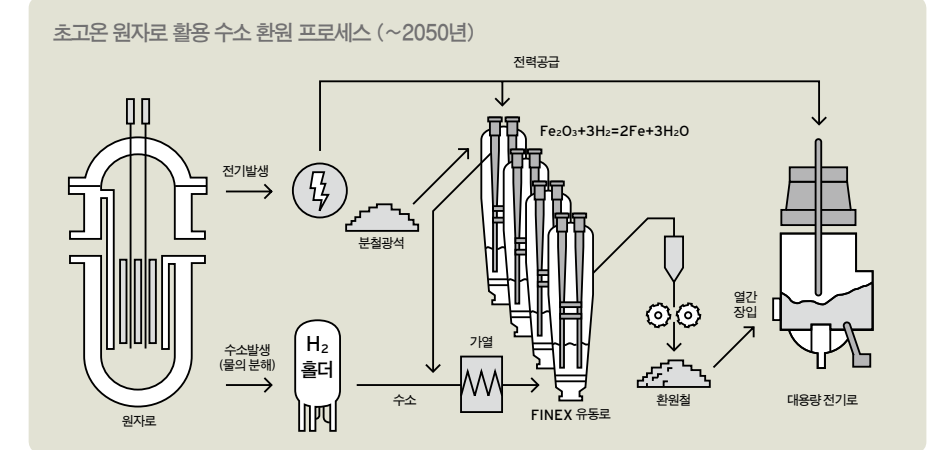 초고온 원자로 활용 수소 환원 프로세스 (~2050년)
전력공급
Fe₂O₃+3H₂=2Fe+3H₂O
전기발생
분철광석
열간
장입
수소발생
(물의 분해)
H₂
홀더
가열
수소
환원철
대용량 전기로
FINEX 유동로
원자로